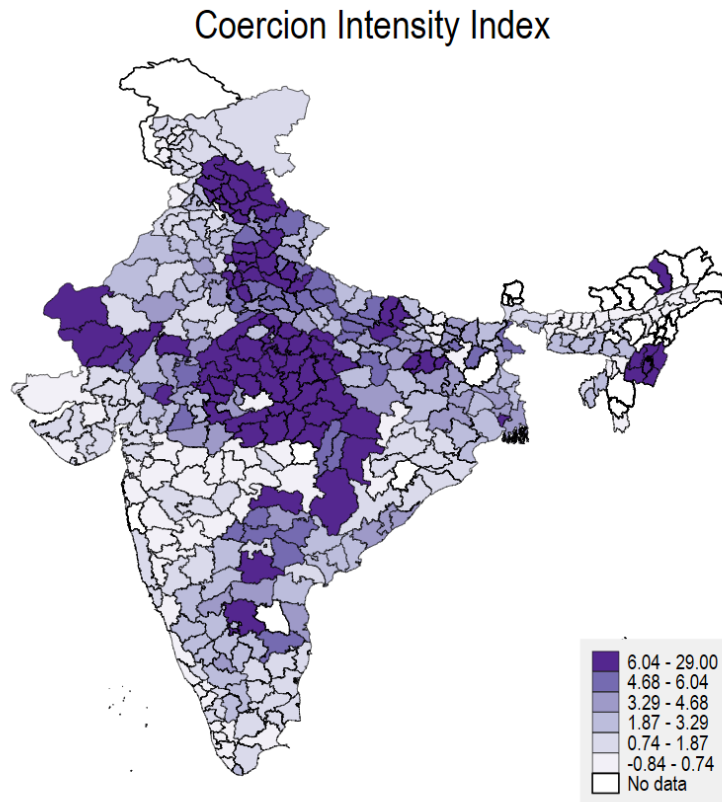 Coercion Intensity Index
6.04 - 29.00
4.68 - 6.04
3.29 - 4.68
1.87 - 3.29
0.74 - 1.87
-0.84 - 0.74
No data